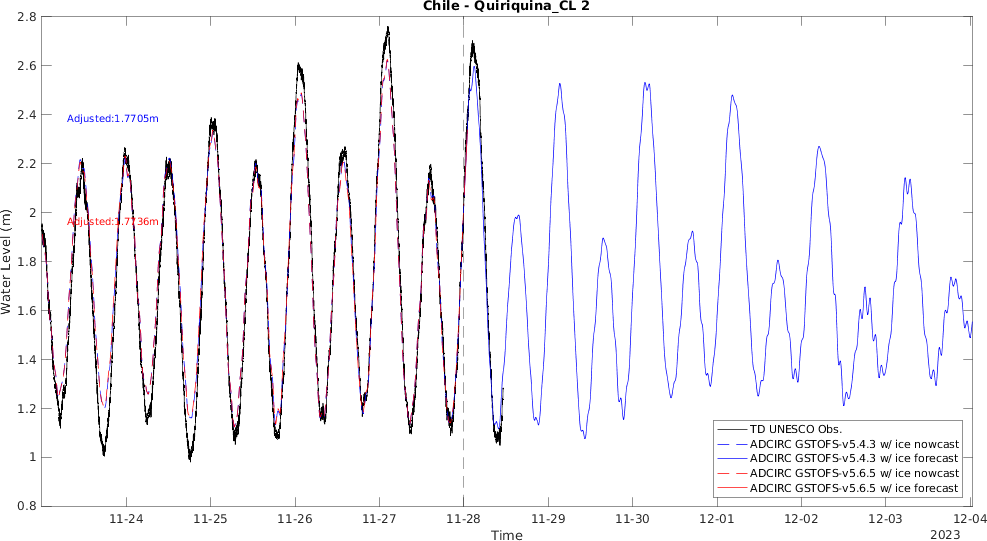 Chile - Quiriquina_CL 2
2.8
2.6
2.4
2.2
2
1.8
1.6
1.4
1.2
1
0.8
Water Level (m)
Adjusted:1.7705m
Adjusted:1.7736m
TD UNESCO Obs.
ADCIRC GSTOFS-v5.4.3 w/ ice nowcast
ADCIRC GSTOFS-v5.4.3 w/ ice forecast
ADCIRC GSTOFS-v5.6.5 w/ ice nowcast
ADCIRC GSTOFS-v5.6.5 w/ ice forecast
11-24 11-25 11-26 11-27 11-28 11-29 11-30 12-01 12-02 12-03 12-04
Time
2023